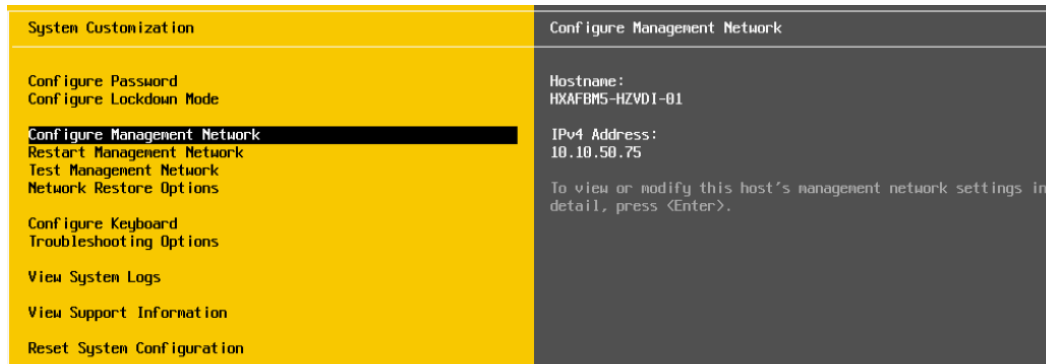 System Customization
Configure Password
Configure Lockdown Mode
Configure Management Network
Restart Management Network
Test Management Network
Network Restore Options
Configure Keyboard
Troubleshooting Options
View System Logs
View Support Information
Reset System Configuration
Configure Management Network
Hostname:
HXAFBM5-HZVDI-01
IPv4 Address:
10.10.50.75
To view or modify this host's management network settings in
detail, press <Enter>.